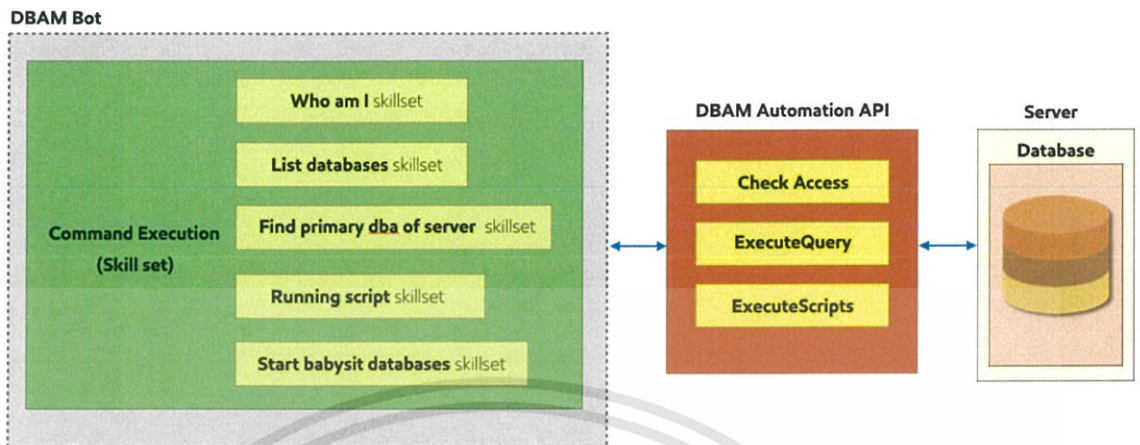 DBAM Bot
Who am I skillset
List databases skillset
Find primary dba of server skillset
Command Execution
(Skill set)
Running script skillset
Start babysit databases skillset
DBAM Automation API
Check Access
ExecuteQuery
ExecuteScripts
Server
Database